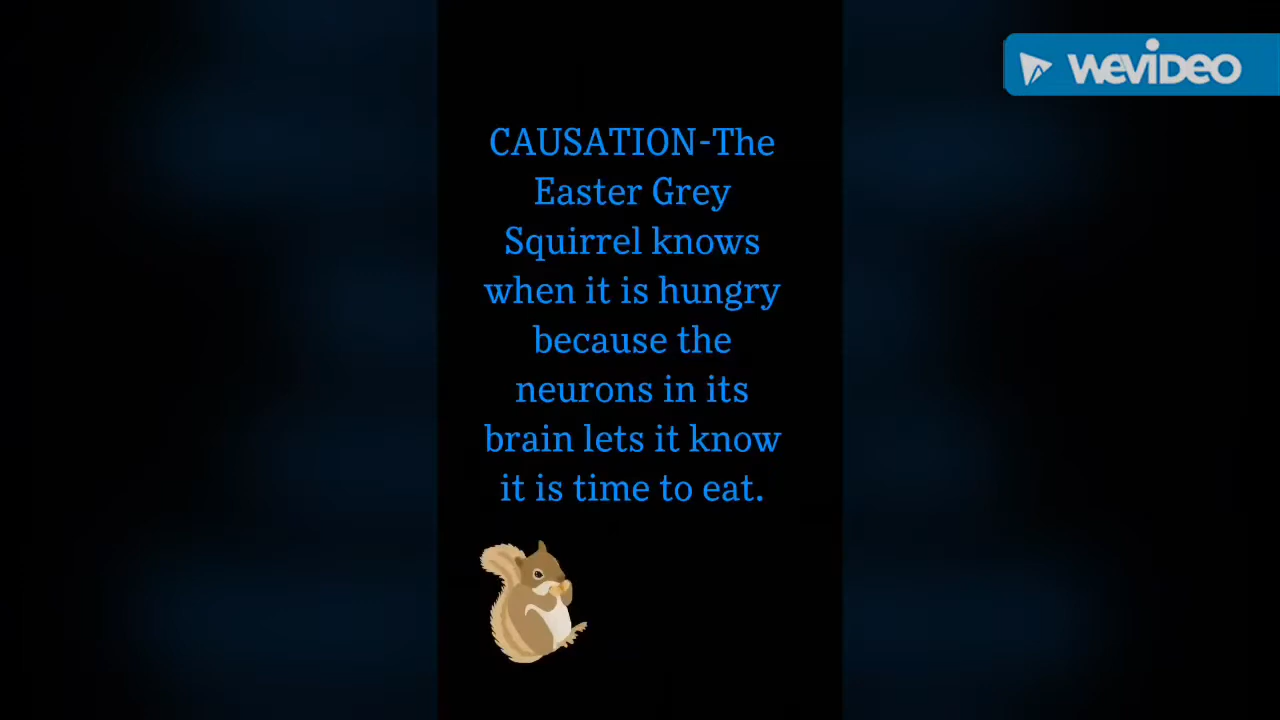 WEVIDEO
CAUSATION-The
Easter Grey
Squirrel knows
when it is hungry
because the
neurons in its
brain lets it know
it is time to eat.